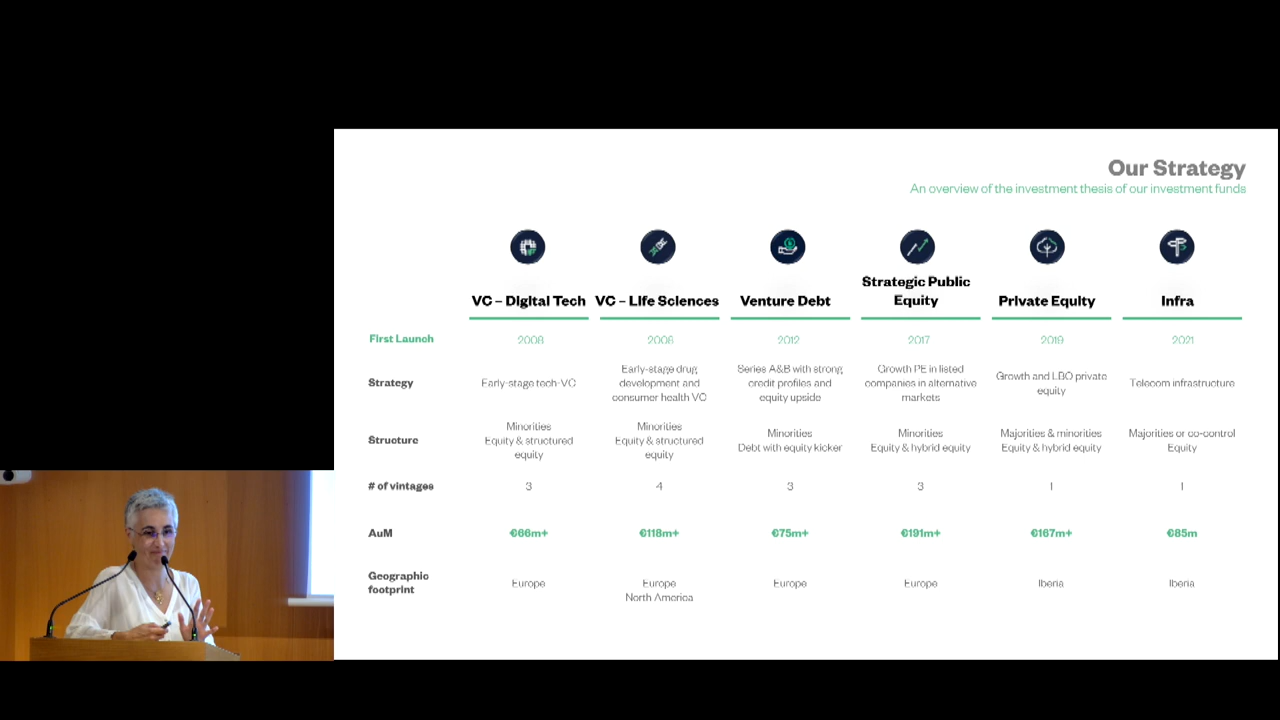 Our Strategy
An overview of the investment thesis of our investment funds
VC – Digital Tech
VC – Life Sciences
Venture Debt
Strategic Public
Equity
Private Equity
Infra
First Launch
2008
2006
2012
2017
2019
2021
Strategy
Early-stage tech-VC
Early-stage drug
development and
consumer health VC
Series A&B with strong
credit profiles and
equity upside
Growth PE in listed
companies in alternative
markets
Growth and LBO private
equity
Telecom infrastructure
Structure
Minorities
Equity & structured
equity
Minorities
Equity & structured
equity
Minorities
Debt with equity kicker
Minorities
Equity & hybrid equity
Majorities & minorities
Equity & hybrid equity
Majorities or co-control
Equity
# of vintages
3
4
3
3
1
1
AuM
€66m+
€118m+
€75m+
€191m+
€167m+
€85m
Geographic
footprint
Europe
Europe
North America
Europe
Europe
Iberia
Iberia